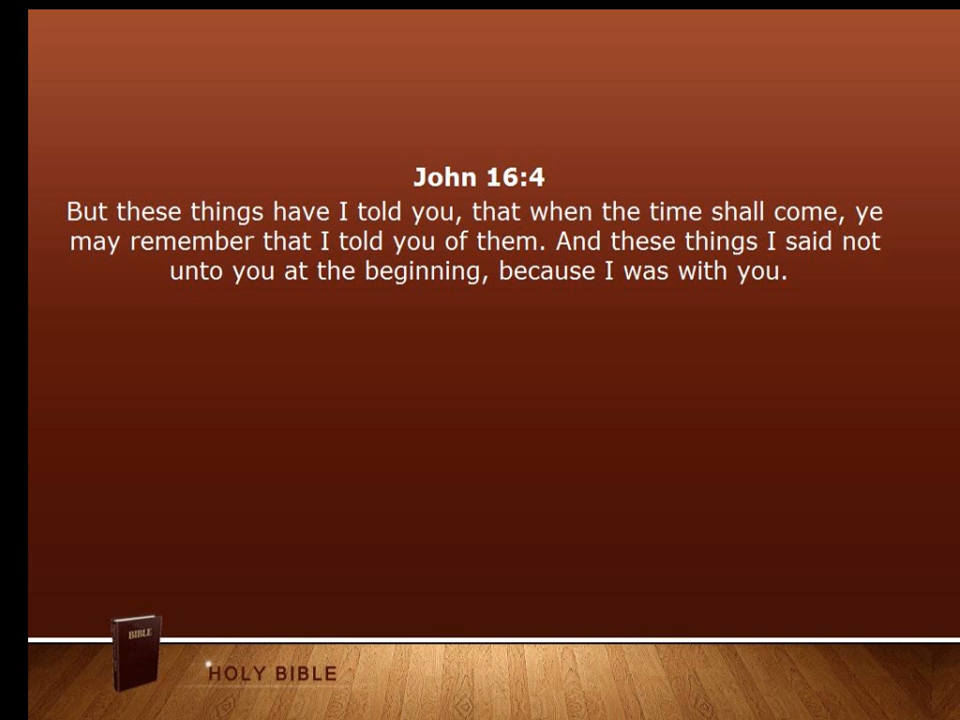 John 16:4
But these things have I told you, that when the time shall come, ye
may remember that I told you of them. And these things I said not
unto you at the beginning, because I was with you.
BIBLE
HOLY BIBLE